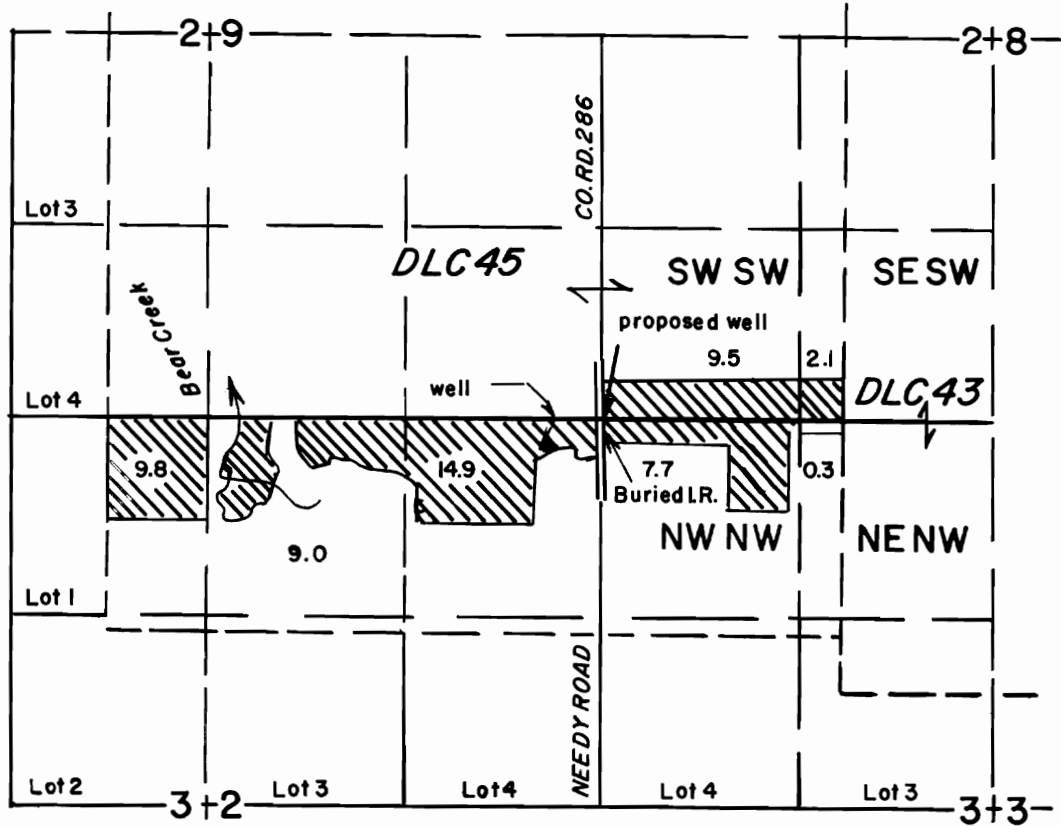 2+9
2+8
CO.RD.286
Lot 3
DLC 45
SW SW
SE SW
Bear Creek
proposed well
9.5
2.1
well
Lot 4
DLC 43
9.8
14.9
7.7
0.3
Buried I.R.
9.0
NW NW
NE NW
Lot 1
NEEDY ROAD
Lot 2
3+2
Lot 3
Lot 4
Lot 4
Lot 3
3+3